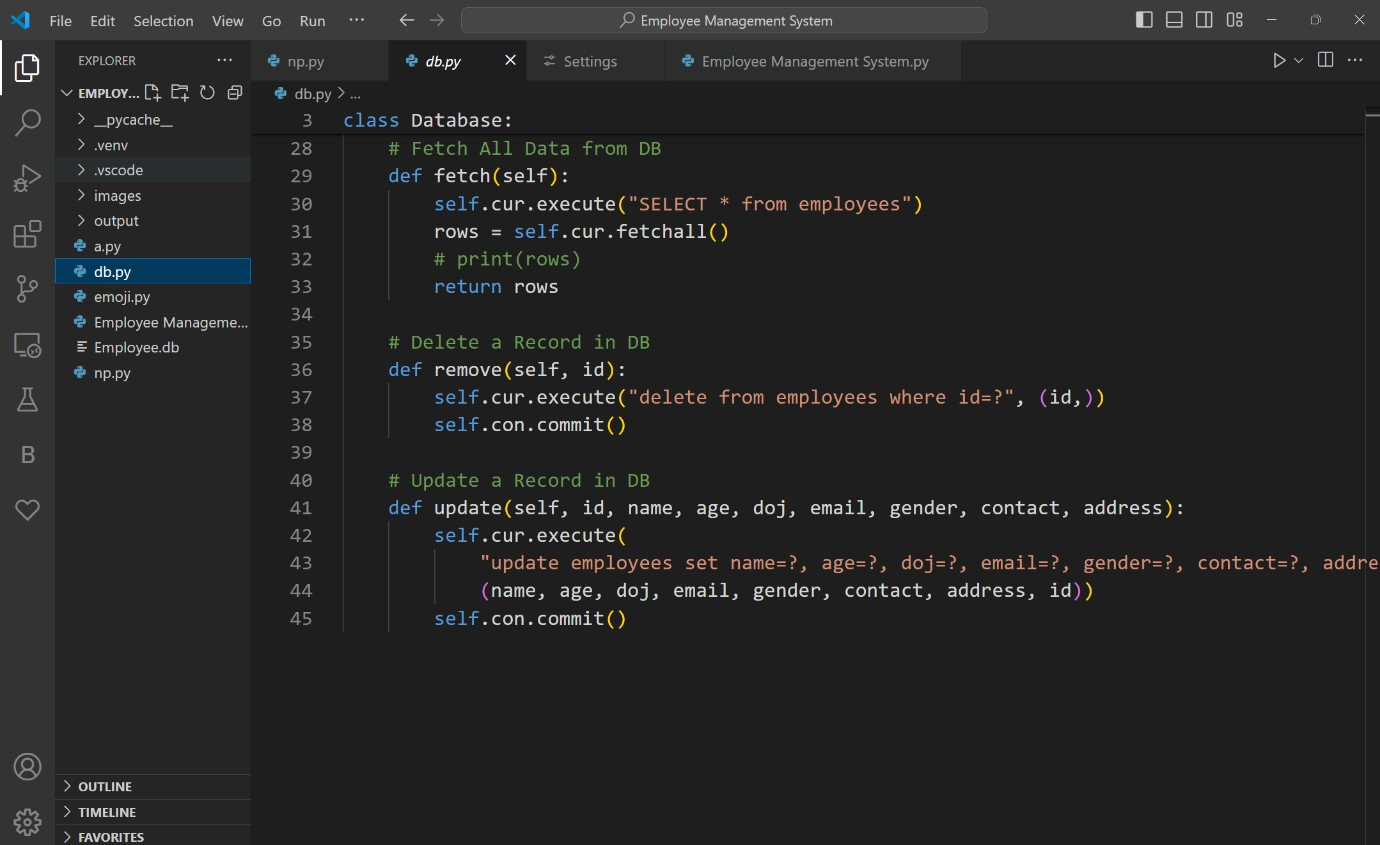 File Edit Selection View Go Run ··· Employee Management System
EXPLORER ···
np.py db.py Settings Employee Management System.py
EMPLOY...
db.py > ...
__pycache__
.venv
.vscode
images
output
a.py
db.py
emoji.py
Employee Manageme...
Employee.db
np.py
OUTLINE
TIMELINE
FAVORITES
B
3 class Database:
28 # Fetch All Data from DB
29 def fetch(self):
30 self.cur.execute("SELECT * from employees")
31 rows = self.cur.fetchall()
32 # print(rows)
33 return rows
34
35 # Delete a Record in DB
36 def remove(self, id):
37 self.cur.execute("delete from employees where id=?", (id,))
38 self.con.commit()
39
40 # Update a Record in DB
41 def update(self, id, name, age, doj, email, gender, contact, address):
42 self.cur.execute(
43 "update employees set name=?, age=?, doj=?, email=?, gender=?, contact=?, addre
44 (name, age, doj, email, gender, contact, address, id))
45 self.con.commit()